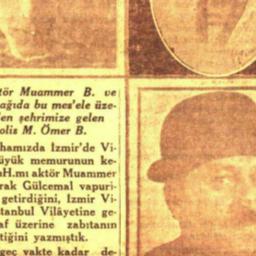 tör Muammer B. ve
ağıda bu mes'ele üze-
en şehrimize gelen
olis M. Ömer B.
hamızda İzmir'de Vi-
üyük memurunun ke-
H.mı aktör Muammer
rak Gülcemal vapuri-
getirdiğini, İzmir Vi-
tanbul Vilâyetine ge-
af üzerine zabıtanın
tiğini yazmıştık.
geç vakte kadar de-